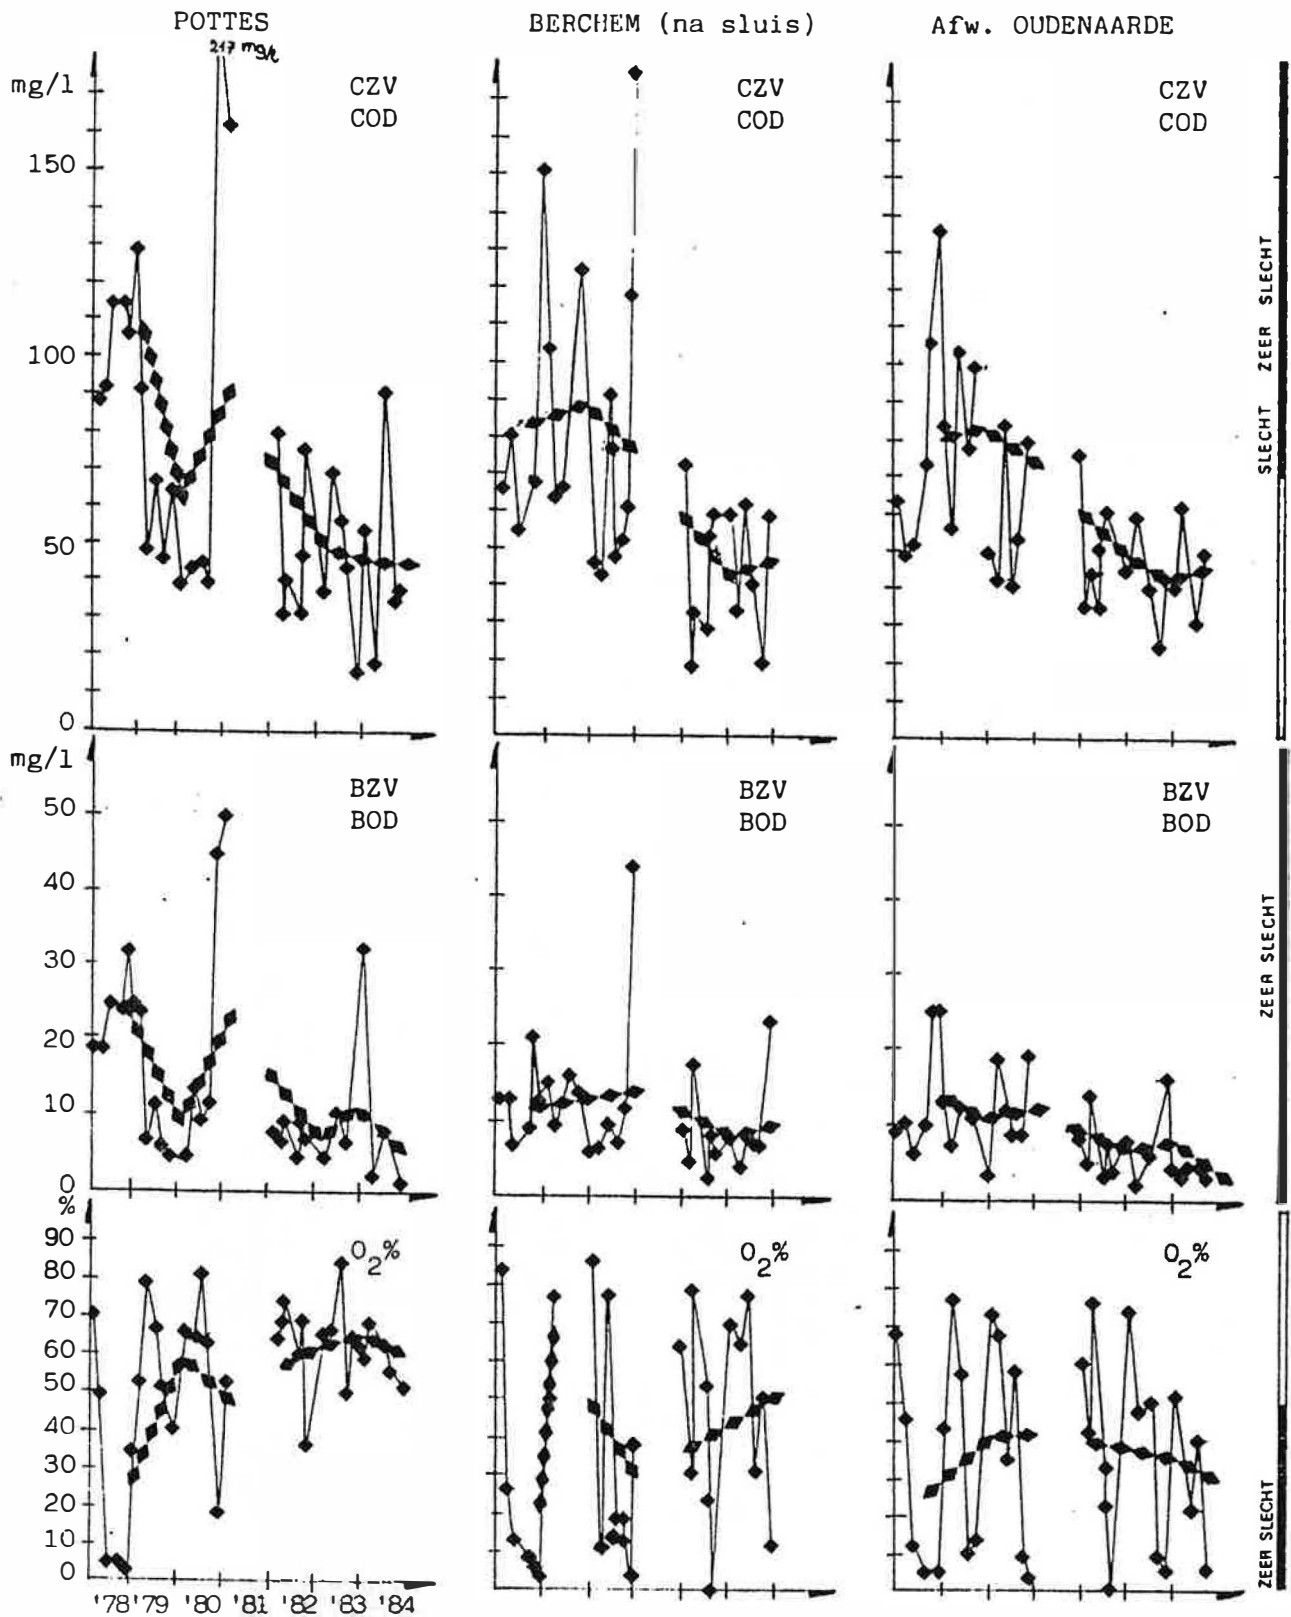 POTTES BERCHEM (na sluis) Afw. OUDENAARDE
217 mg/l
mg/l CZV CZV CZV
COD COD COD
150
100
50
0
ZEER SLECHT
SLECHT
mg/l
BZV BZV BZV
BOD BOD BOD
50
40
30
20
10
0
ZEER SLECHT
%
O2% O2% O2%
90
80
70
60
50
40
30
20
10
0
ZEER SLECHT
'78 '79 '80 '81 '82 '83 '84